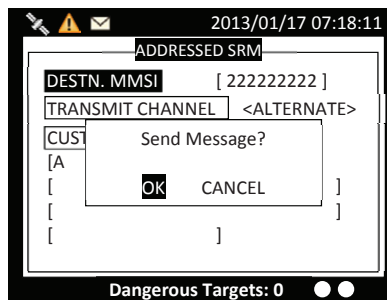 2013/01/17 07:18:11
ADDRESSED SRM
DESTN. MMSI [ 222222222 ]
TRANSMIT CHANNEL <ALTERNATE>
CUST
Send Message?
[A
OK CANCEL
[ ]
[ ]
[ ]
Dangerous Targets: 0